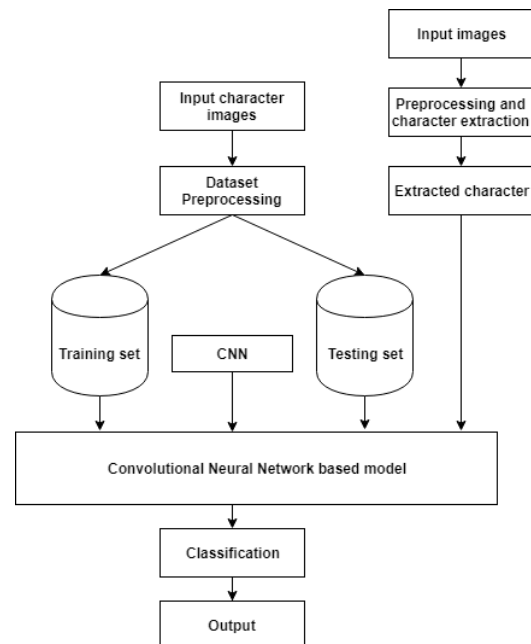 Input images
Input character
images
Preprocessing and
character extraction
Dataset
Preprocessing
Extracted character
Training set
CNN
Testing set
Convolutional Neural Network based model
Classification
Output